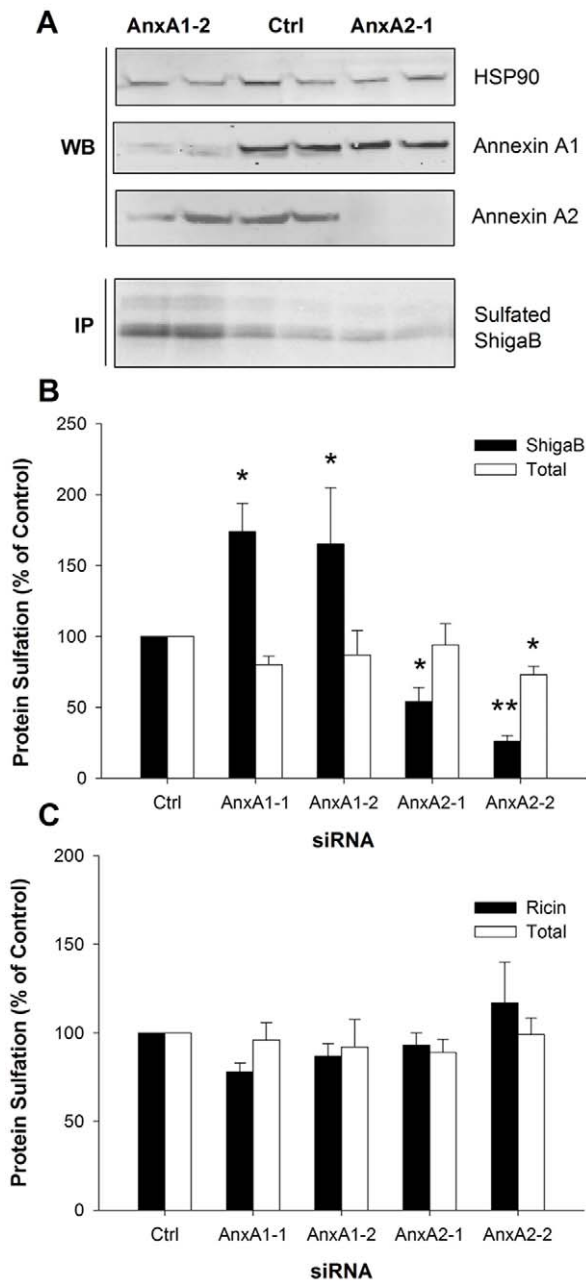 A
AnxA1-2 Ctrl AnxA2-1
HSP90
WB
Annexin A1
Annexin A2
IP
Sulfated
ShigaB
B
Protein Sulfation (% of Control)
250
200
150
100
50
0
ShigaB
Total
*
*
*
**
*
Ctrl AnxA1-1 AnxA1-2 AnxA2-1 AnxA2-2
siRNA
C
Protein Sulfation (% of Control)
200
150
100
50
0
Ricin
Total
Ctrl AnxA1-1 AnxA1-2 AnxA2-1 AnxA2-2
siRNA